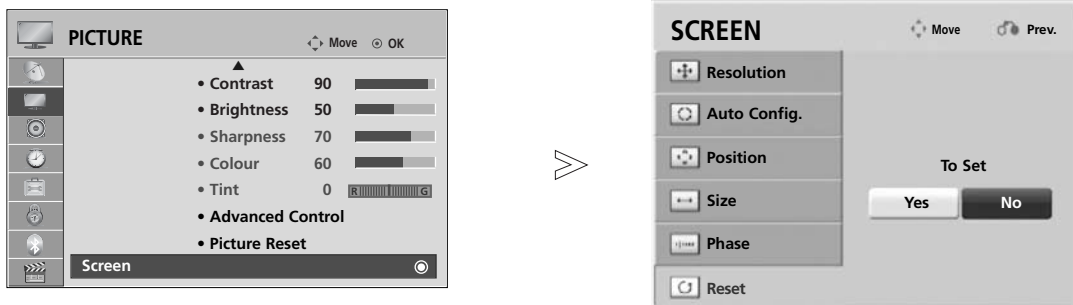 PICTURE
Move
OK
• Contrast 90
• Brightness 50
• Sharpness 70
• Colour 60
• Tint 0 R G
• Advanced Control
• Picture Reset
Screen
SCREEN
Move
Prev.
Resolution
Auto Config.
Position
Size
Phase
Reset
To Set
Yes No